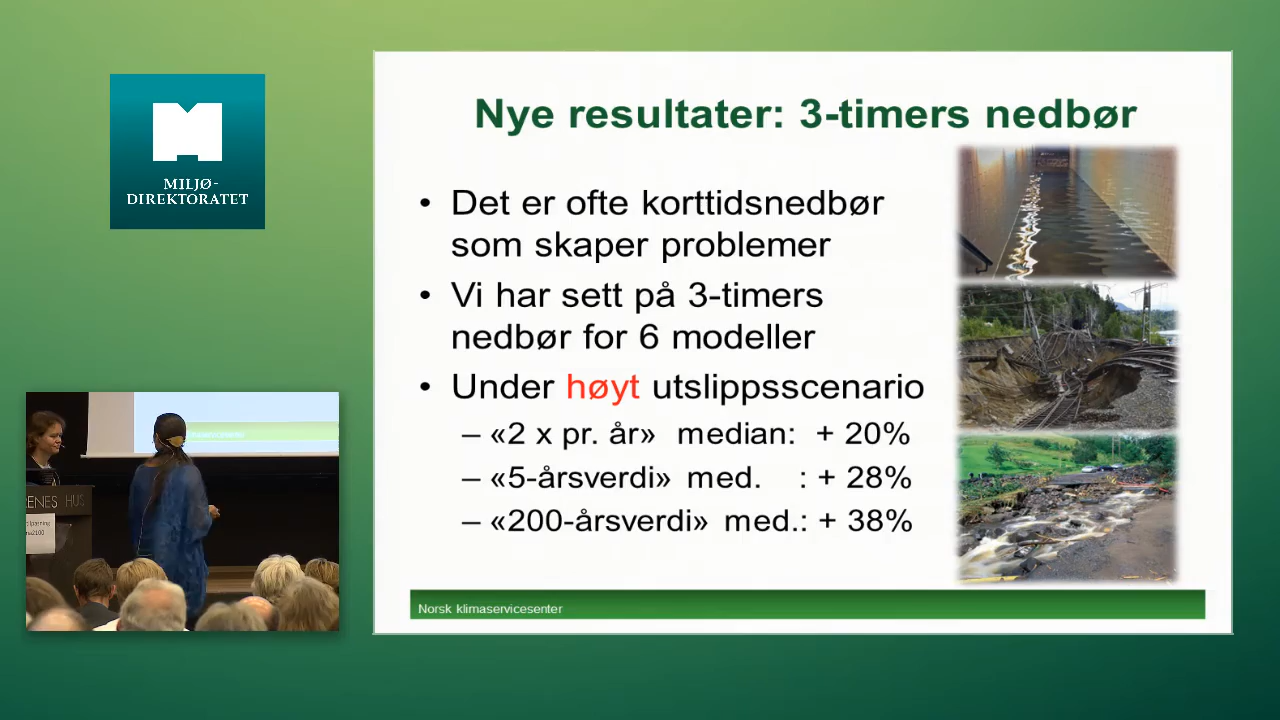 MILJØ-
DIREKTORATET
Nye resultater: 3-timers nedbør
• Det er ofte korttidsnedbør
som skaper problemer
• Vi har sett på 3-timers
nedbør for 6 modeller
• Under høyt utslippsscenario
– «2 x pr. år» median: + 20%
– «5-årsverdi» med. : + 28%
– «200-årsverdi» med.: + 38%
Norsk klimaservicesenter
ENES HUS